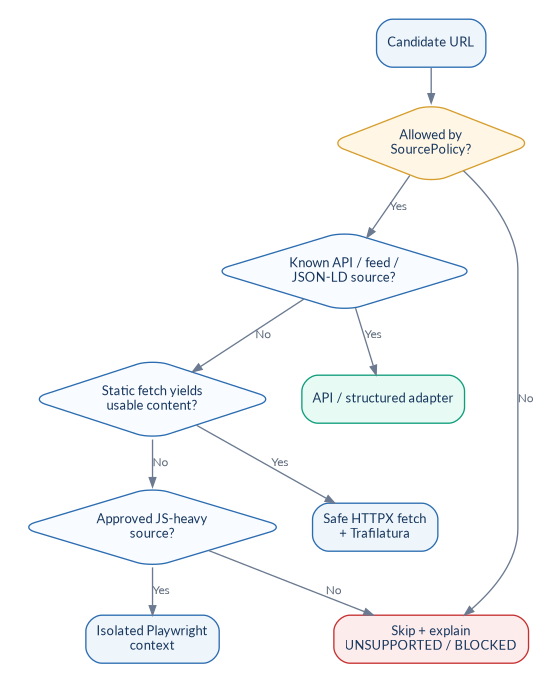 Candidate URL
Allowed by
SourcePolicy?
Yes
Known API / feed /
JSON-LD source?
No
Yes
Static fetch yields
usable content?
API / structured adapter
No
No
Yes
Approved JS-heavy
source?
Safe HTTPX fetch
+ Trafilatura
Yes
No
Isolated Playwright
context
Skip + explain
UNSUPPORTED / BLOCKED